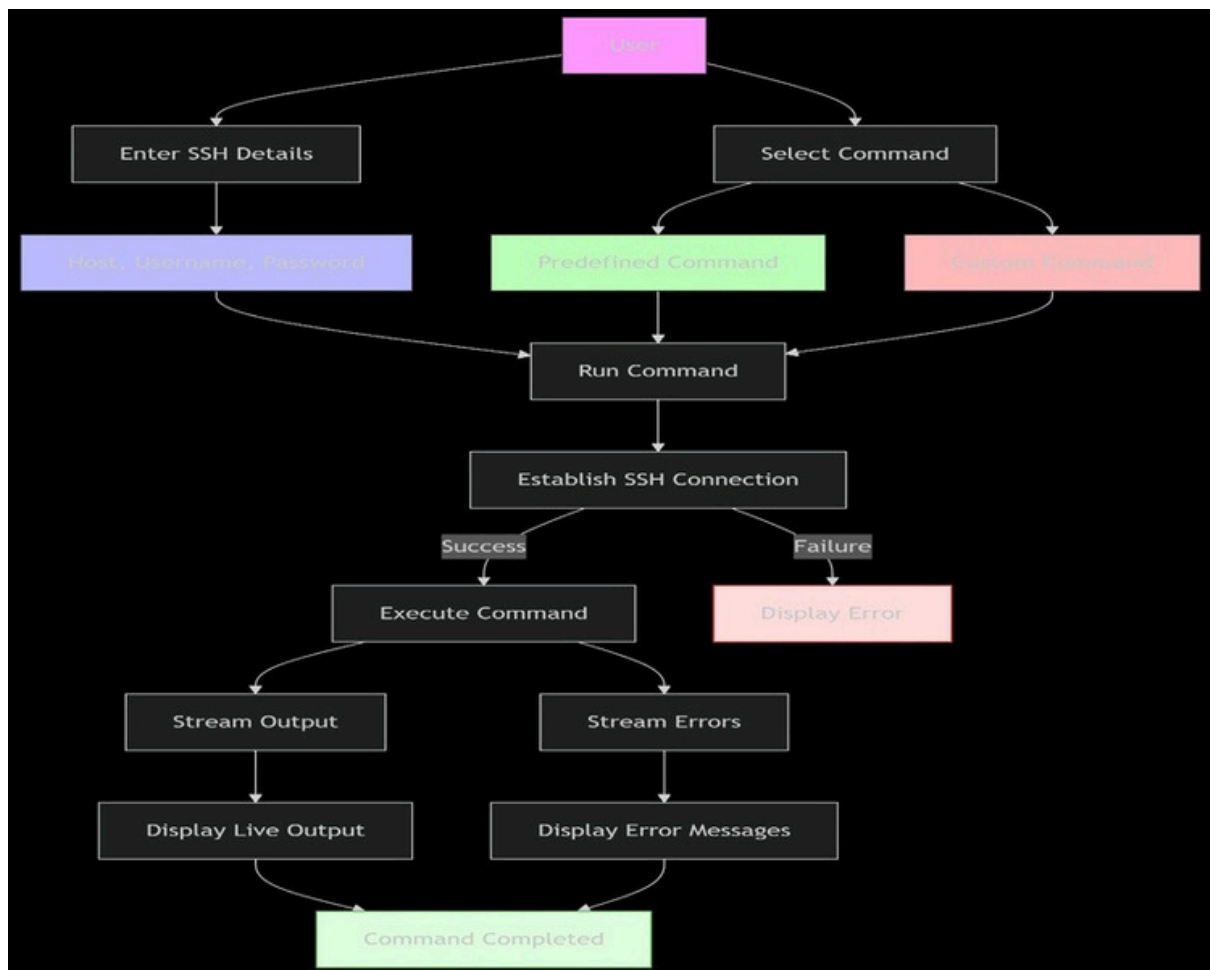 User
Enter SSH Details
Select Command
Host, Username, Password
Predefined Command
Custom Command
Run Command
Establish SSH Connection
Success
Failure
Execute Command
Display Error
Stream Output
Stream Errors
Display Live Output
Display Error Messages
Command Completed